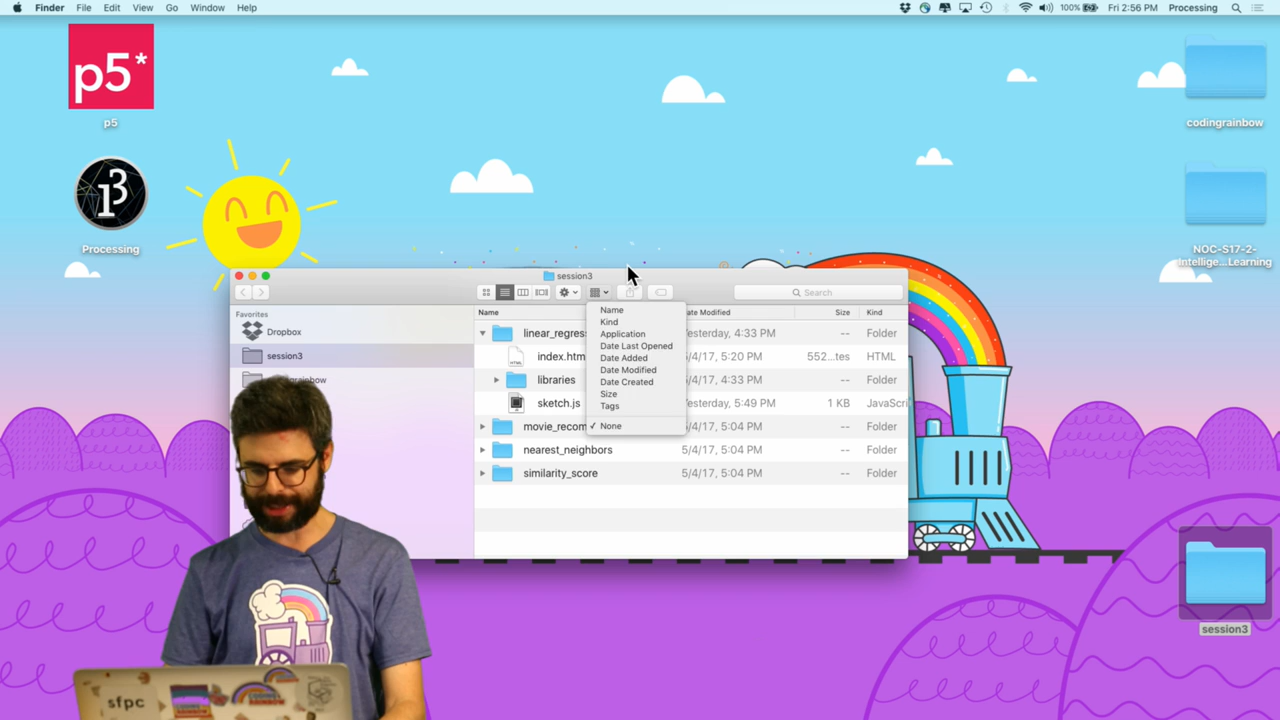 Finder File Edit View Go Window Help 100% Fri 2:56 PM Processing
p5*
p5
Processing
codingrainbow
NOC-S17-2-
Intellige...Learning
session3
session3
Search
Favorites
Dropbox
session3
Name
Date Modified Size Kind
Name
Kind
Application
Date Last Opened
Date Added
Date Modified
Date Created
Size
Tags
✓ None
linear_regres Yesterday, 4:33 PM -- Folder
HTML
index.htm 5/4/17, 5:20 PM 552...tes HTML
libraries 5/4/17, 4:33 PM -- Folder
sketch.js Yesterday, 5:49 PM 1 KB JavaScri
movie_recom 5/4/17, 5:04 PM -- Folder
nearest_neighbors 5/4/17, 5:04 PM -- Folder
similarity_score 5/4/17, 5:04 PM -- Folder
sfpc